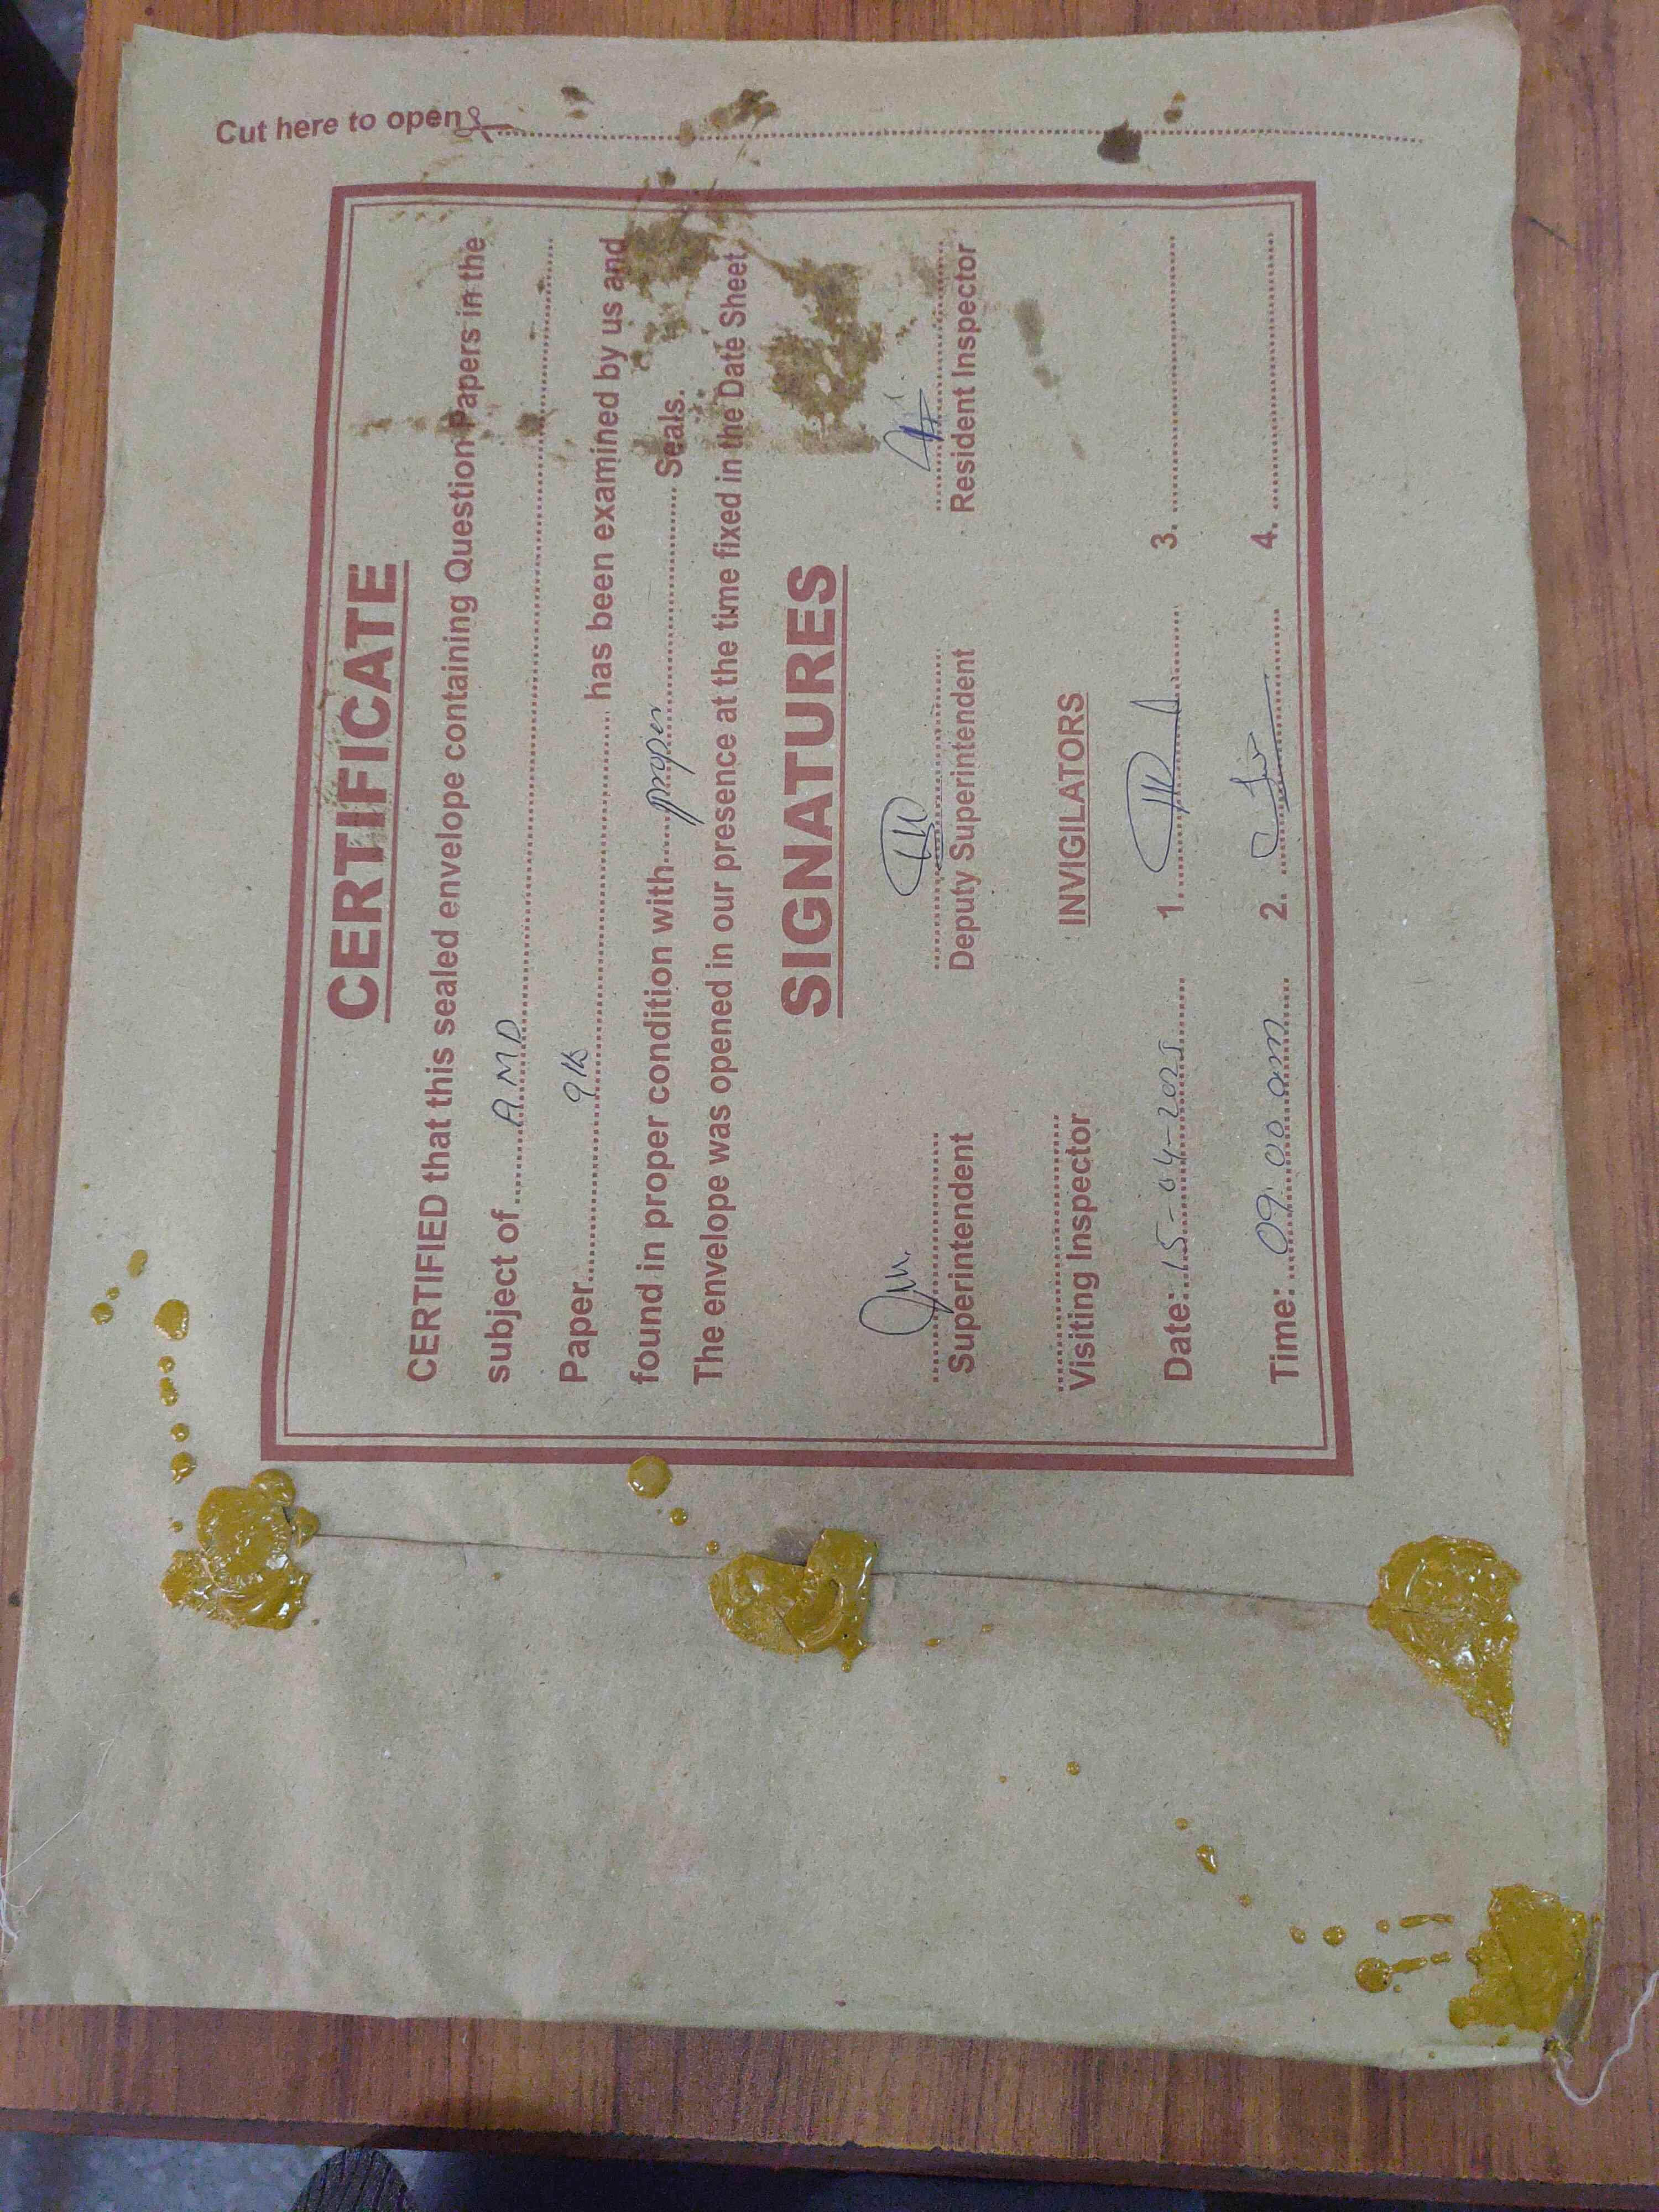 Cut here to open
CERTIFICATE
CERTIFIED that this sealed envelope containing Question Papers in the
subject of A.M.D
Paper 9th has been examined by us and
found in proper condition with proper Seals.
The envelope was opened in our presence at the time fixed in the Date Sheet
SIGNATURES
Superintendent Deputy Superintendent Resident Inspector
Visiting Inspector INVIGILATORS
Date: 15-04-2025 1. 3.
Time: 09:00 am 2. 4.